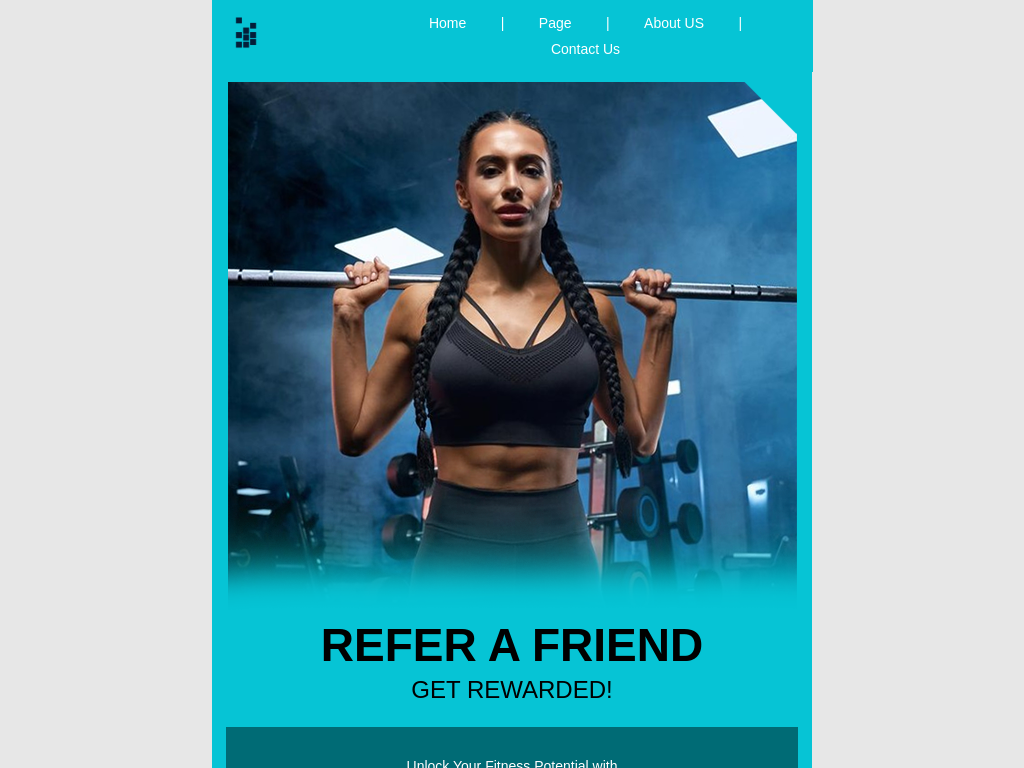 Home | Page | About US |
Contact Us
REFER A FRIEND
GET REWARDED!
Unlock Your Fitness Potential with